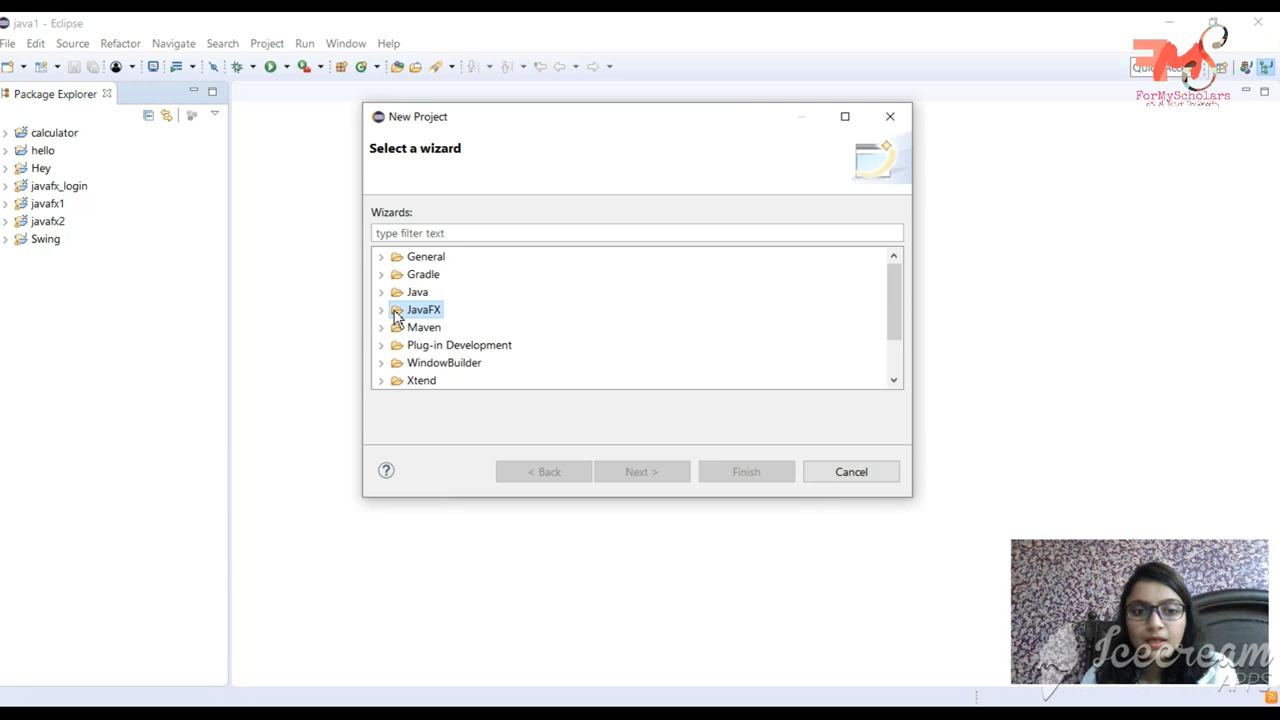 java1 - Eclipse
File Edit Source Refactor Navigate Search Project Run Window Help
Package Explorer
calculator
hello
Hey
javafx_login
javafx1
javafx2
Swing
New Project
Select a wizard
Wizards:
type filter text
General
Gradle
Java
JavaFX
Maven
Plug-in Development
WindowBuilder
Xtend
< Back Next > Finish Cancel
FMS
ForMyScholars
Icecream
APPS